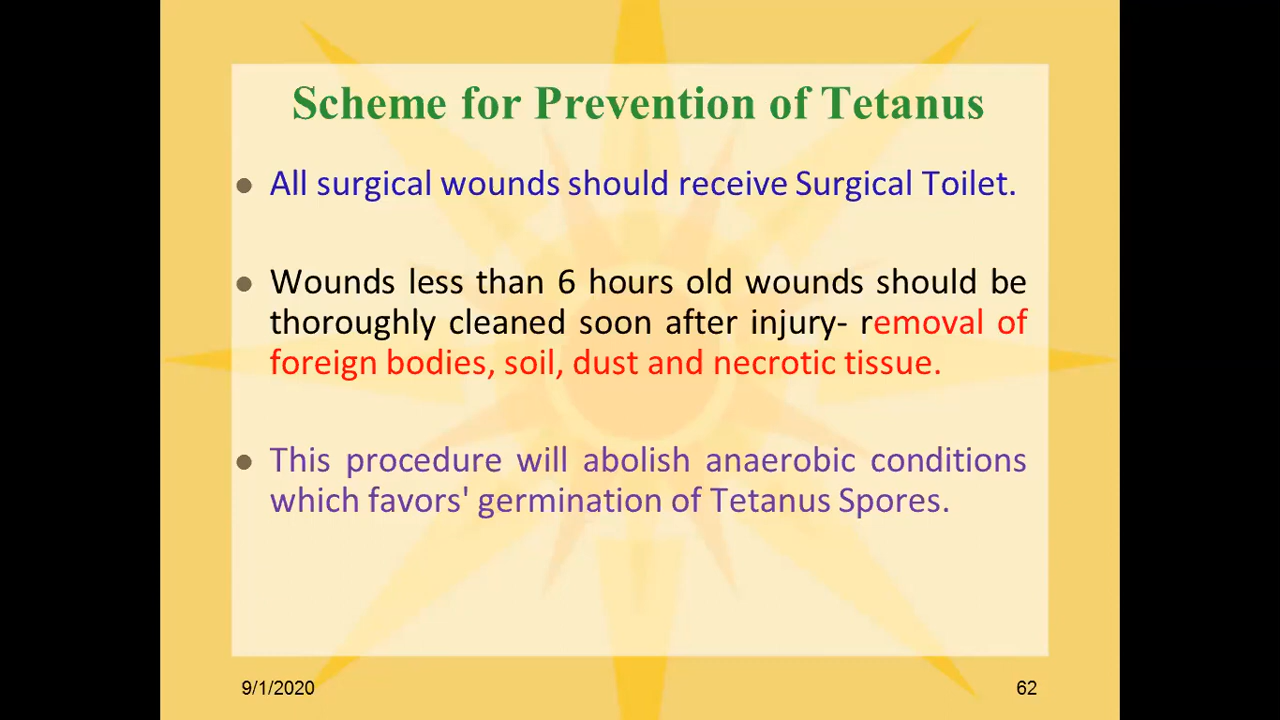 Scheme for Prevention of Tetanus
All surgical wounds should receive Surgical Toilet.
Wounds less than 6 hours old wounds should be
thoroughly cleaned soon after injury- removal of
foreign bodies, soil, dust and necrotic tissue.
This procedure will abolish anaerobic conditions
which favors' germination of Tetanus Spores.
9/1/2020
62